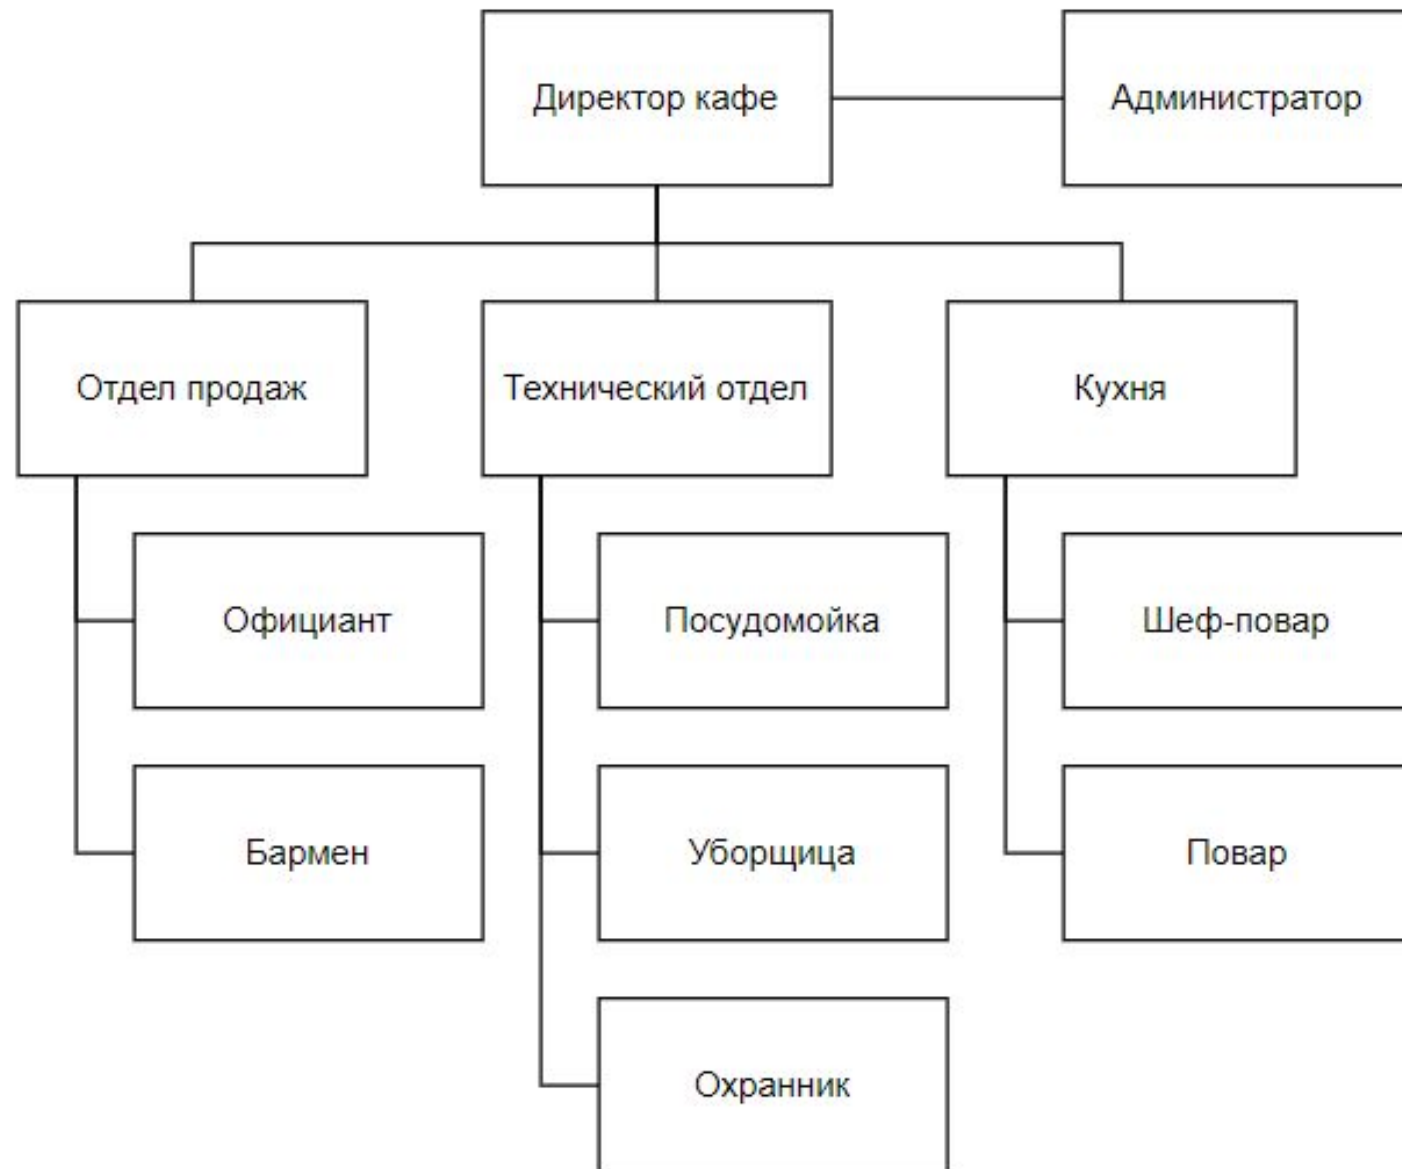 Директор кафе
Администратор
Отдел продаж
Технический отдел
Кухня
Официант
Посудомойка
Шеф-повар
Бармен
Уборщица
Повар
Охранник